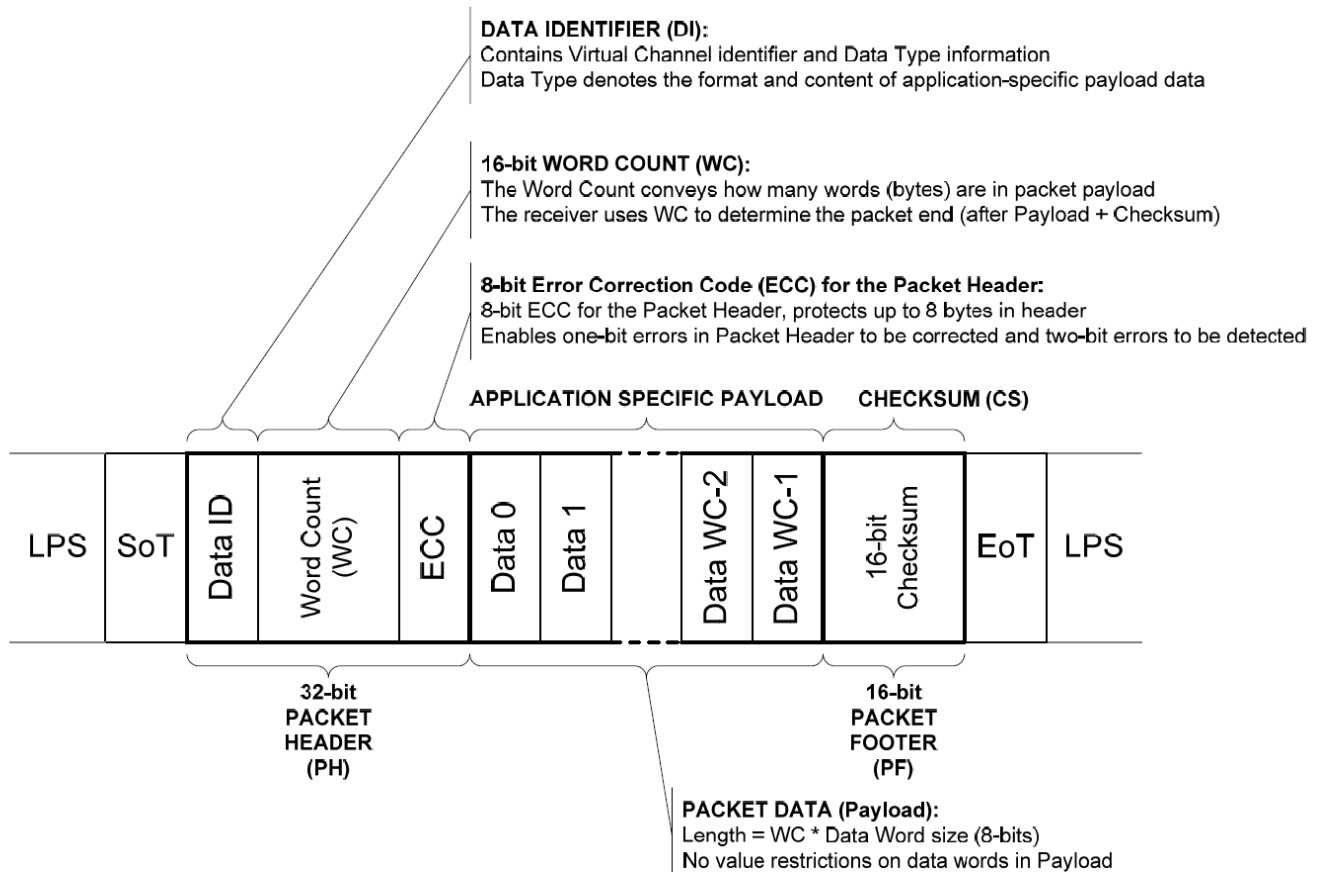 DATA IDENTIFIER (DI):
Contains Virtual Channel identifier and Data Type information
Data Type denotes the format and content of application-specific payload data
16-bit WORD COUNT (WC):
The Word Count conveys how many words (bytes) are in packet payload
The receiver uses WC to determine the packet end (after Payload + Checksum)
8-bit Error Correction Code (ECC) for the Packet Header:
8-bit ECC for the Packet Header, protects up to 8 bytes in header
Enables one-bit errors in Packet Header to be corrected and two-bit errors to be detected
APPLICATION SPECIFIC PAYLOAD
CHECKSUM (CS)
LPS
SoT
Data ID
Word Count
(WC)
ECC
Data 0
Data 1
Data WC-2
Data WC-1
16-bit
Checksum
EoT
LPS
32-bit
PACKET
HEADER
(PH)
16-bit
PACKET
FOOTER
(PF)
PACKET DATA (Payload):
Length = WC * Data Word size (8-bits)
No value restrictions on data words in Payload